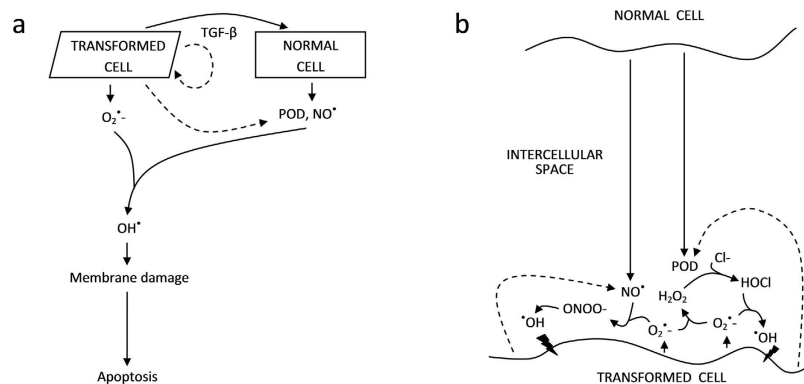 a
TGF-β
TRANSFORMED
CELL
NORMAL
CELL
O₂•-
POD, NO•
OH•
Membrane damage
Apoptosis
b
NORMAL CELL
INTERCELLULAR
SPACE
POD
Cl-
HOCl
H₂O₂
NO•
ONOO-
•OH
O₂•-
O₂•-
•OH
TRANSFORMED CELL